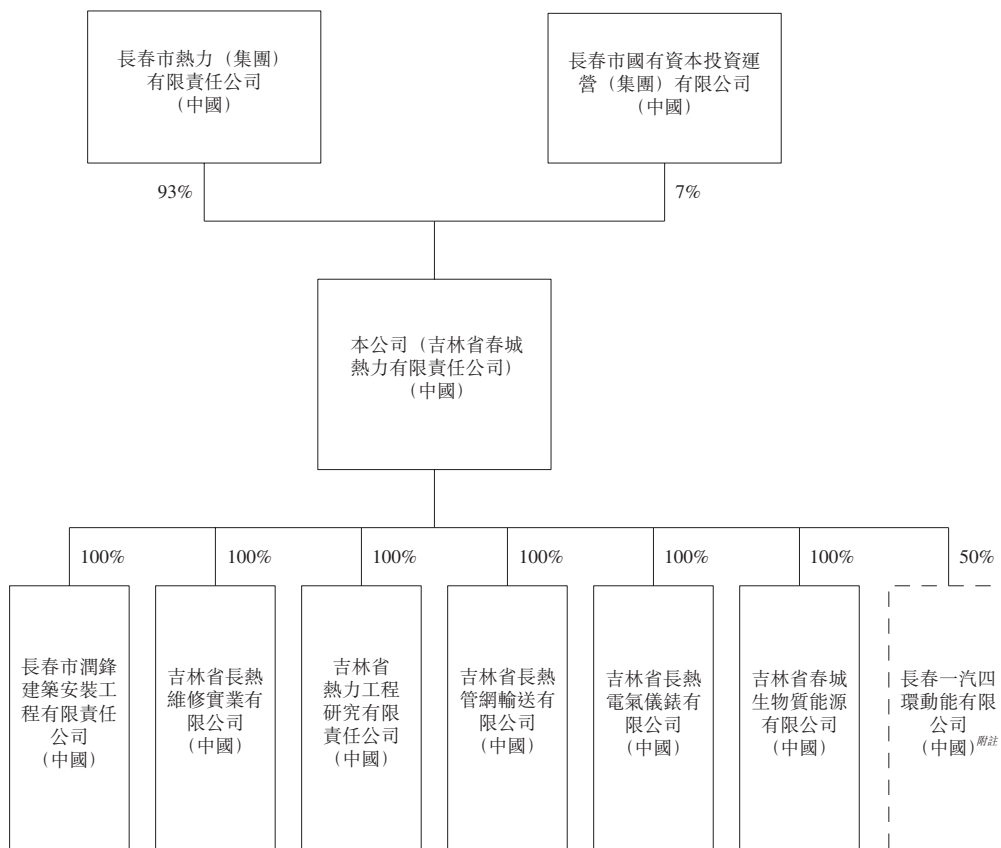 長春市熱力（集團）
有限責任公司
（中國）
長春市國有資本投資運
營（集團）有限公司
（中國）
93%
7%
本公司（吉林省春城
熱力有限責任公司）
（中國）
100%
100%
100%
100%
100%
100%
50%
長春市潤鋒
建築安裝工
程有限責任
公司
（中國）
吉林省長熱
維修實業有
限公司
（中國）
吉林省
熱力工程
研究有限
責任公司
（中國）
吉林省長熱
管網輸送有
限公司
（中國）
吉林省長熱
電氣儀錶有
限公司
（中國）
吉林省春城
生物質能源
有限公司
（中國）
長春一汽四
環動能有限
公司
（中國）附註